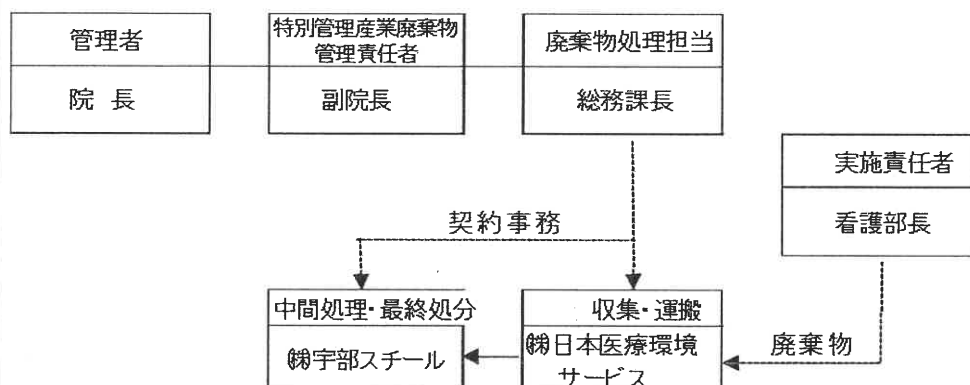 管理者
院 長
特別管理産業廃棄物
管理責任者
副院長
廃棄物処理担当
総務課長
実施責任者
看護部長
契約事務
中間処理・最終処分
㈱宇部スチール
収集・運搬
㈱日本医療環境
サービス
廃棄物